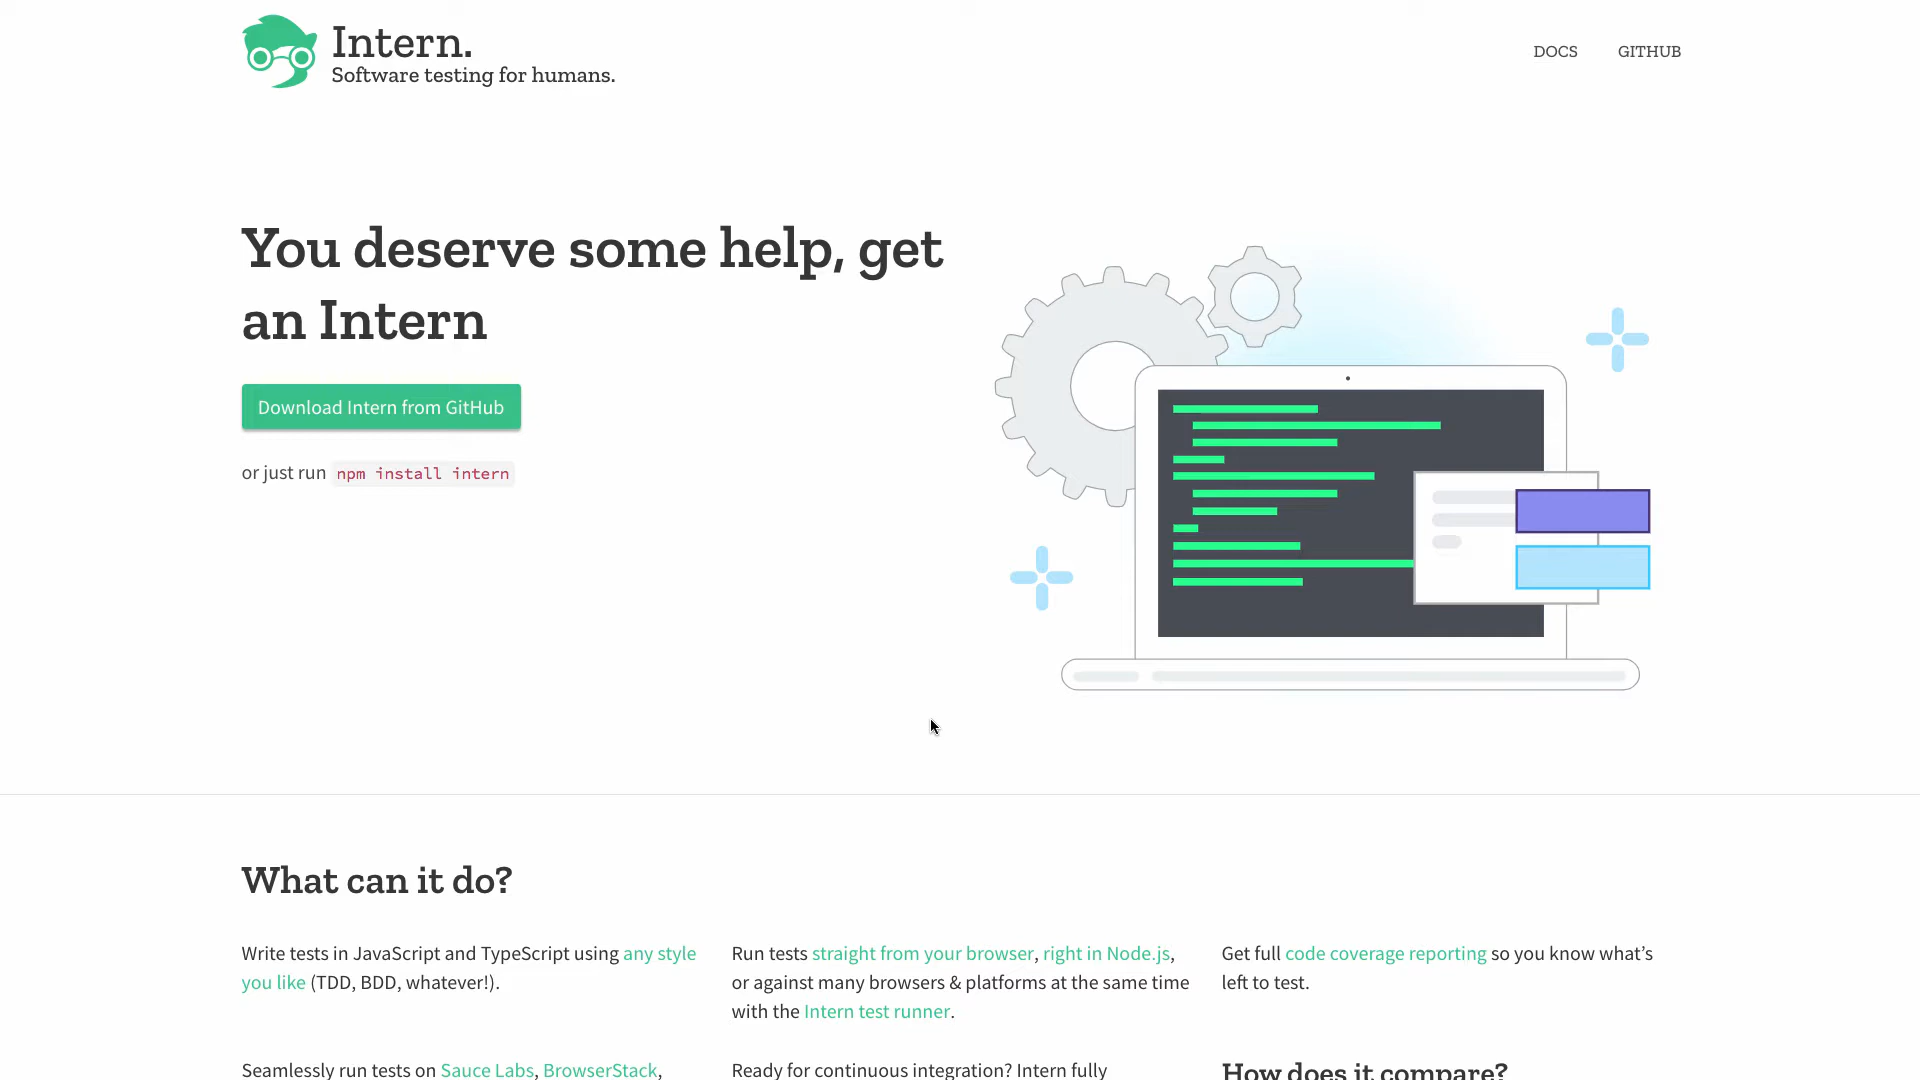 Intern.
Software testing for humans.
DOCS
GITHUB
You deserve some help, get
an Intern
Download Intern from GitHub
or just run npm install intern
What can it do?
Write tests in JavaScript and TypeScript using any style
you like (TDD, BDD, whatever!).
Run tests straight from your browser, right in Node.js,
or against many browsers & platforms at the same time
with the Intern test runner.
Get full code coverage reporting so you know what’s
left to test.
Seamlessly run tests on Sauce Labs, BrowserStack,
Ready for continuous integration? Intern fully
How does it compare?